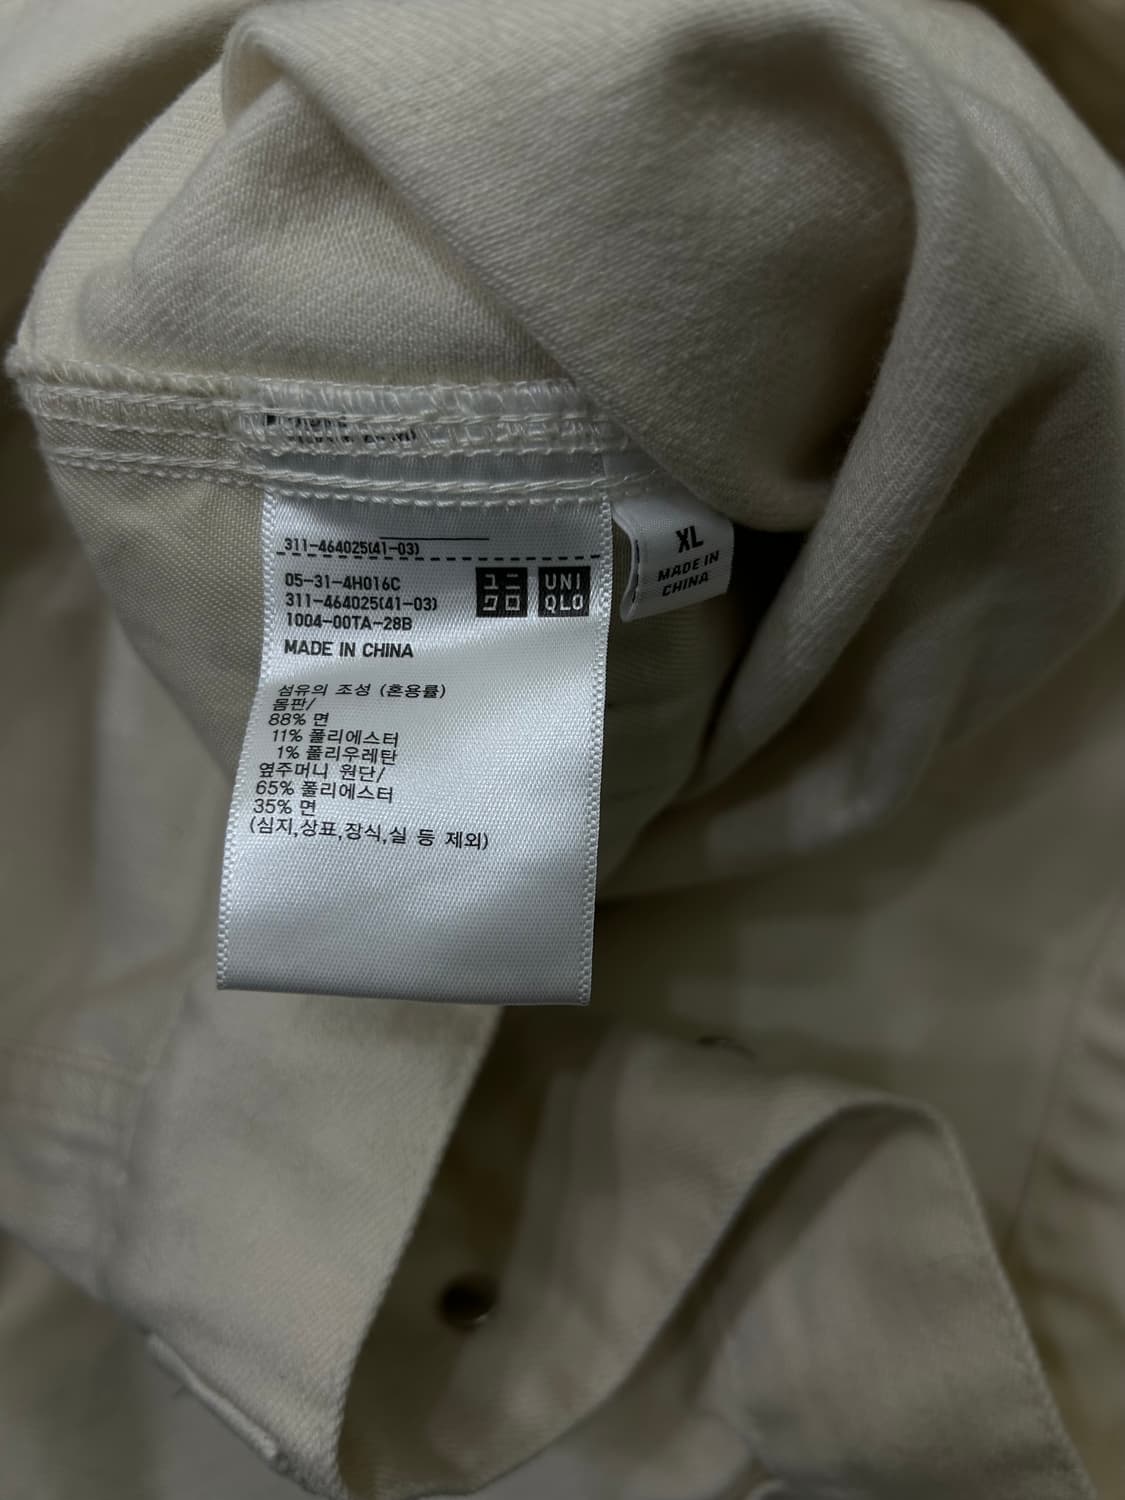 311-464025(41-03)
05-31-4H016C
311-464025(41-03)
1004-00TA-28B
MADE IN CHINA
ユニ
クロ
UNI
QLO
섬유의 조성 (혼용률)
몸판/
88% 면
11% 폴리에스터
1% 폴리우레탄
옆주머니 원단/
65% 폴리에스터
35% 면
(심지,상표,장식,실 등 제외)
XL
MADE IN
CHINA